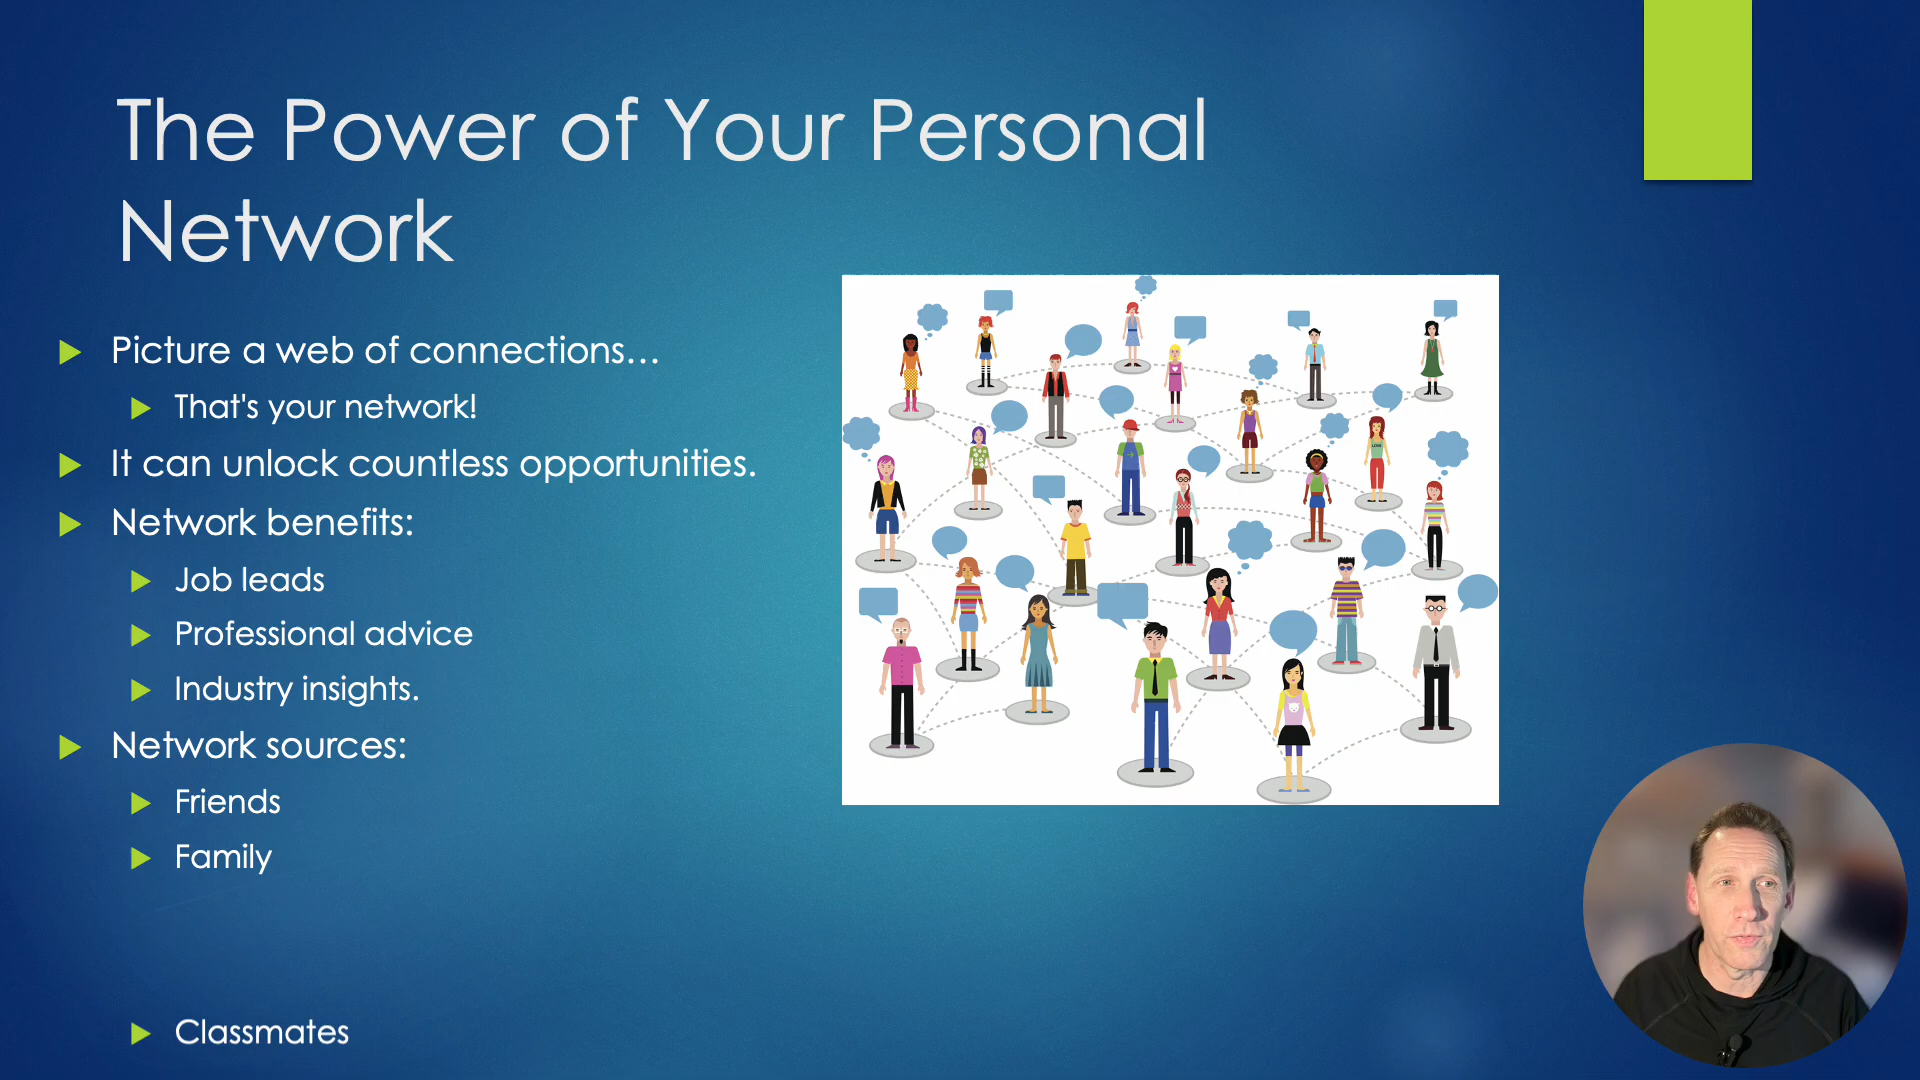 The Power of Your Personal
Network
Picture a web of connections…
That's your network!
It can unlock countless opportunities.
Network benefits:
Job leads
Professional advice
Industry insights.
Network sources:
Friends
Family
Classmates